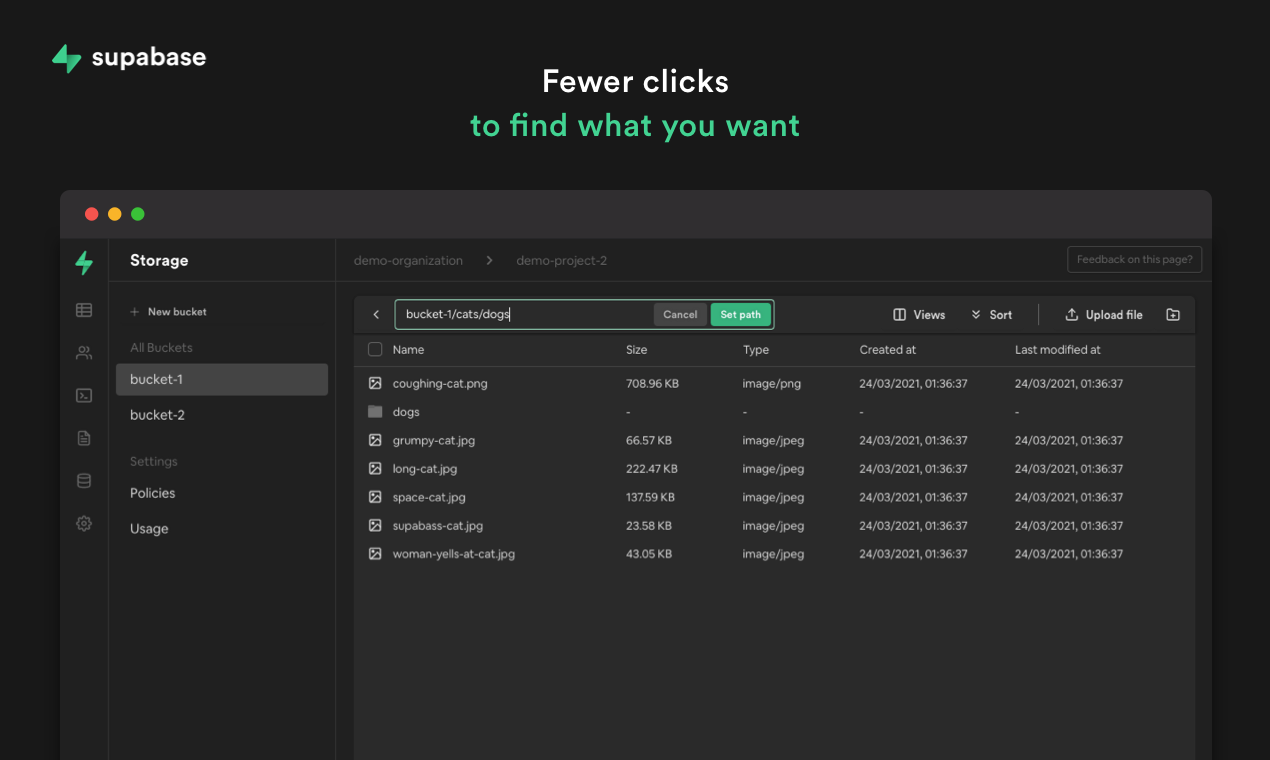 supabase
Fewer clicks
to find what you want
Storage
demo-organization
demo-project-2
Feedback on this page?
+ New bucket
All Buckets
bucket-1
bucket-2
Settings
Policies
Usage
bucket-1/cats/dogs
Cancel
Set path
Views
Sort
Upload file
Name Size Type Created at Last modified at
coughing-cat.png 708.96 KB image/png 24/03/2021, 01:36:37 24/03/2021, 01:36:37
dogs - - - -
grumpy-cat.jpg 66.57 KB image/jpeg 24/03/2021, 01:36:37 24/03/2021, 01:36:37
long-cat.jpg 222.47 KB image/jpeg 24/03/2021, 01:36:37 24/03/2021, 01:36:37
space-cat.jpg 137.59 KB image/jpeg 24/03/2021, 01:36:37 24/03/2021, 01:36:37
supabass-cat.jpg 23.58 KB image/jpeg 24/03/2021, 01:36:37 24/03/2021, 01:36:37
woman-yells-at-cat.jpg 43.05 KB image/jpeg 24/03/2021, 01:36:37 24/03/2021, 01:36:37